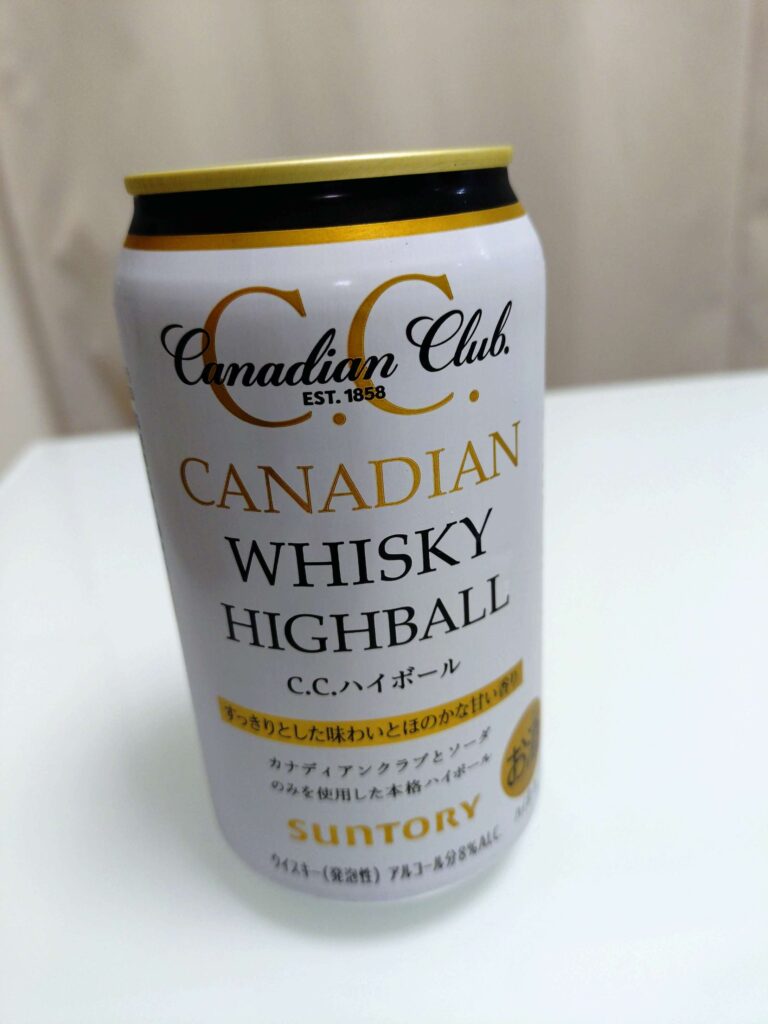 C.C.
Canadian Club.
EST. 1858
CANADIAN
WHISKY
HIGHBALL
C.C.ハイボール
すっきりとした味わいとほのかな甘い香り
カナディアンクラブとソーダ
のみを使用した本格ハイボール
SUNTORY
ウイスキー(発泡性) アルコール分8%ALC.
お酒